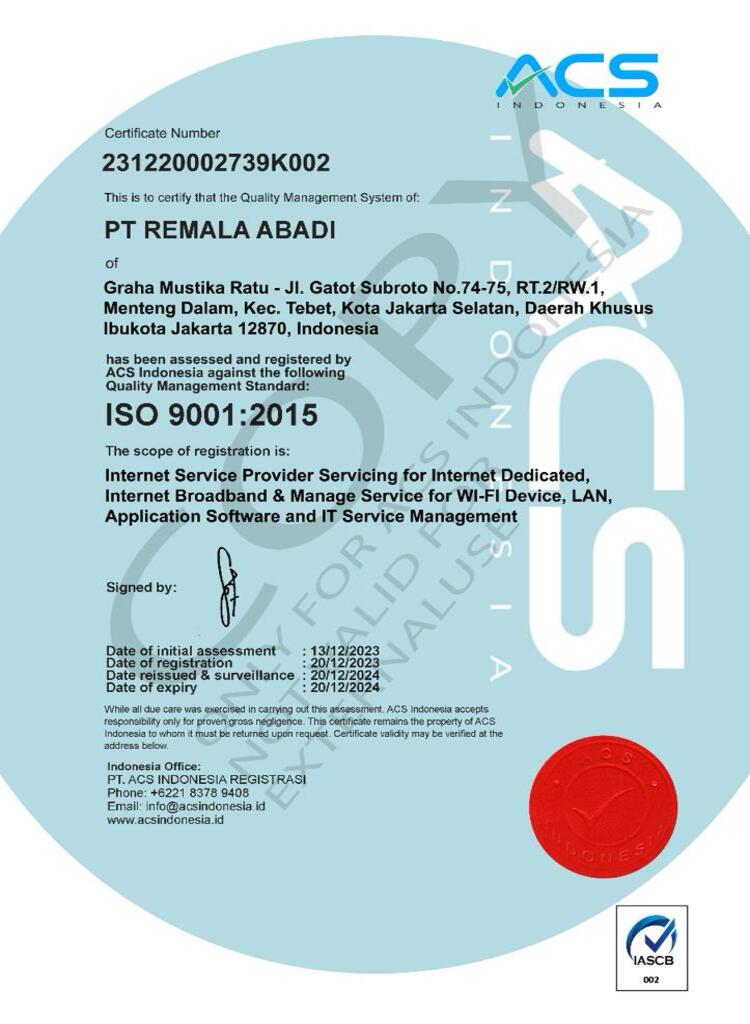 ACS
INDONESIA
Certificate Number
231220002739K002
This is to certify that the Quality Management System of:
PT REMALA ABADI
of
Graha Mustika Ratu - Jl. Gatot Subroto No.74-75, RT.2/RW.1,
Menteng Dalam, Kec. Tebet, Kota Jakarta Selatan, Daerah Khusus
Ibukota Jakarta 12870, Indonesia
has been assessed and registered by
ACS Indonesia against the following
Quality Management Standard:
ISO 9001:2015
The scope of registration is:
Internet Service Provider Servicing for Internet Dedicated,
Internet Broadband & Manage Service for WI-FI Device, LAN,
Application Software and IT Service Management
Signed by:
Date of initial assessment : 13/12/2023
Date of registration : 20/12/2023
Date reissued & surveillance : 20/12/2024
Date of expiry : 20/12/2024
While all due care was exercised in carrying out this assessment. ACS Indonesia accepts
responsibility only for proven gross negligence. This certificate remains the property of ACS
Indonesia to whom it must be returned upon request. Certificate validity may be verified at the
address below.
Indonesia Office:
PT. ACS INDONESIA REGISTRASI
Phone: +6221 8378 9408
Email: info@acsindonesia.id
www.acsindonesia.id
COPY
ONLY FOR ACS INDONESIA
NOT VALID FOR
EXTERNALUSE
ACS
INDONESIA
ACS
INDONESIA
IASCB
002